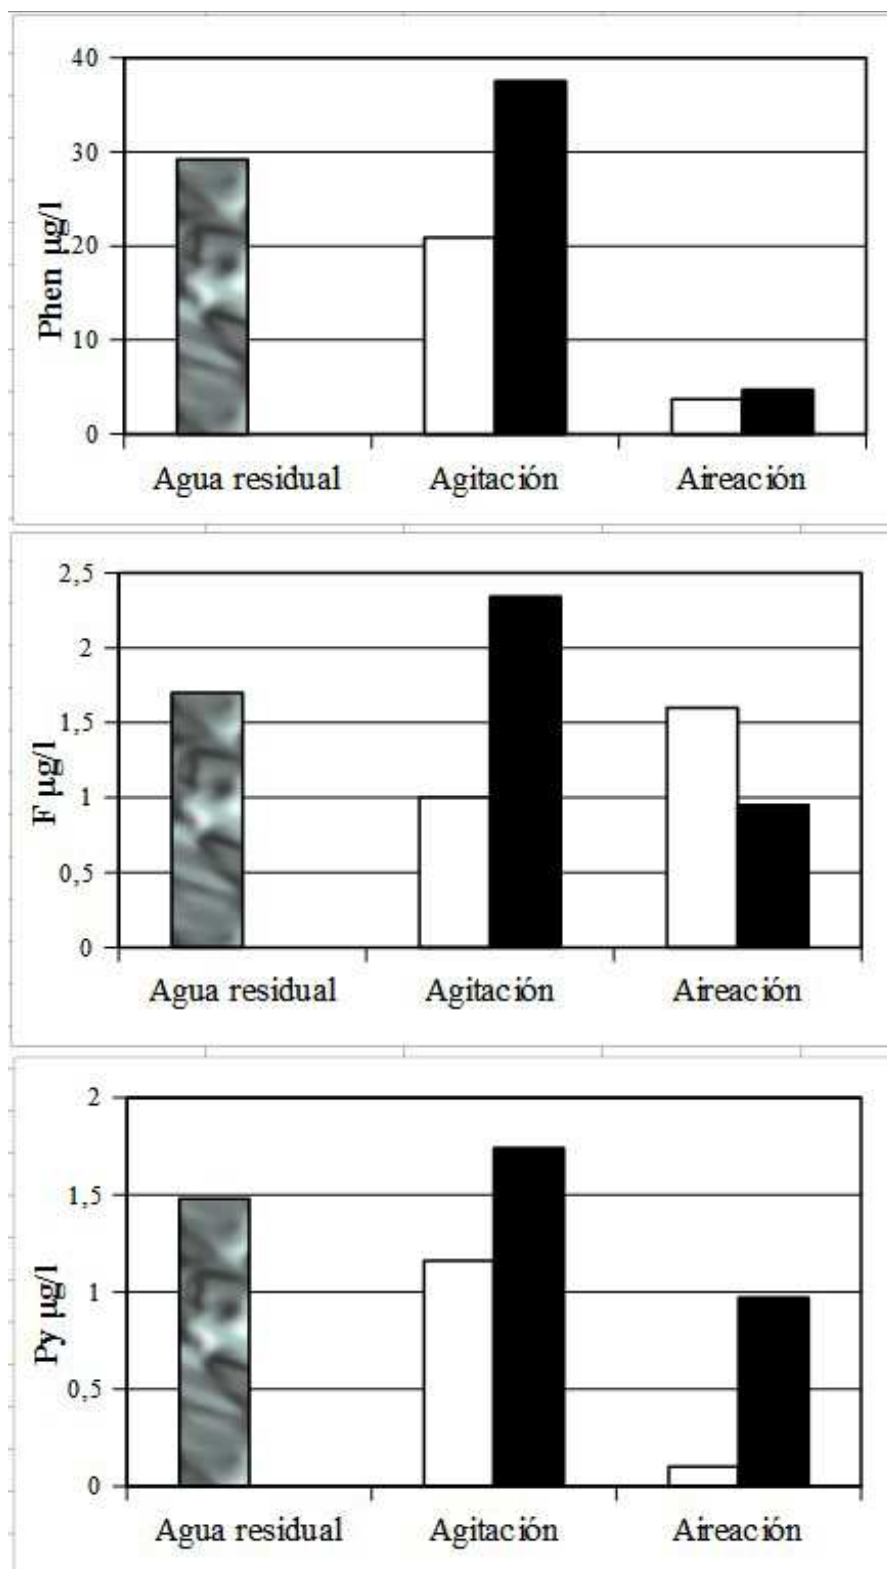 Phen µg/l
40
30
20
10
0
Agua residual Agitación Aireación
F µg/l
2,5
2
1,5
1
0,5
0
Agua residual Agitación Aireación
Py µg/l
2
1,5
1
0,5
0
Agua residual Agitación Aireación